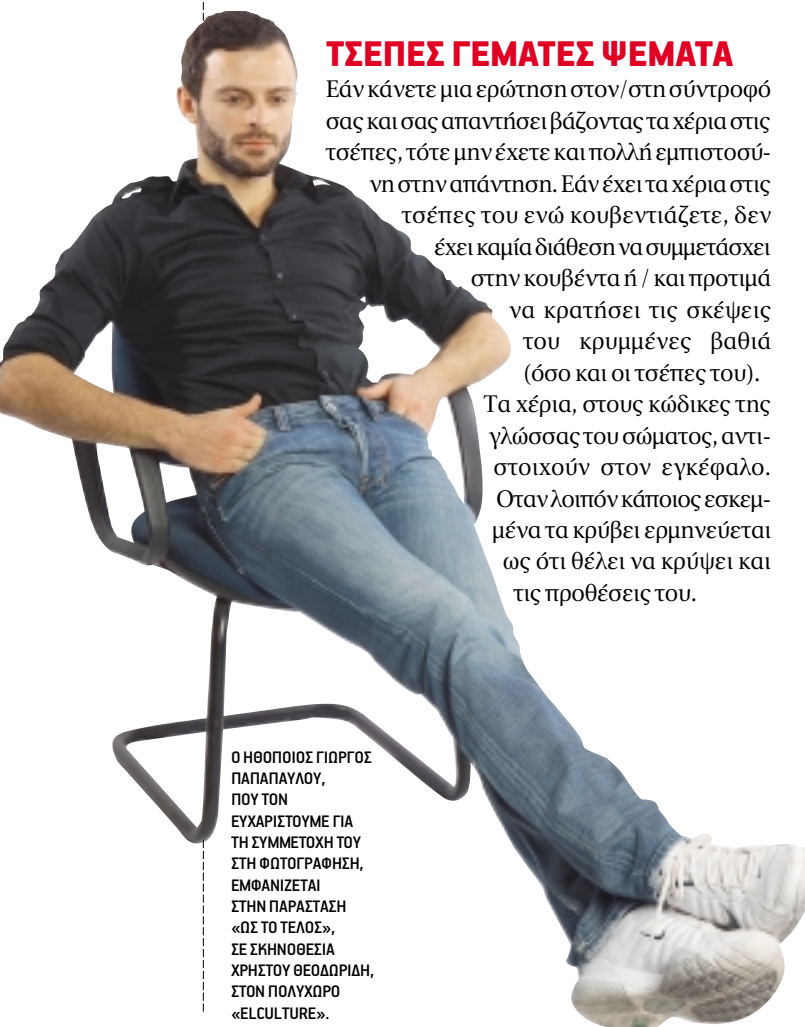 ΤΣΕΠΕΣ ΓΕΜΑΤΕΣ ΨΕΜΑΤΑ
Εάν κάνετε μια ερώτηση στον/στη σύντροφό
σας και σας απαντήσει βάζοντας τα χέρια στις
τσέπες, τότε μην έχετε και πολλή εμπιστοσύ-
νη στην απάντηση. Εάν έχει τα χέρια στις
τσέπες του ενώ κουβεντιάζετε, δεν
έχει καμία διάθεση να συμμετάσχει
στην κουβέντα ή / και προτιμά
να κρατήσει τις σκέψεις
του κρυμμένες βαθιά
(όσο και οι τσέπες του).
Τα χέρια, στους κώδικες της
γλώσσας του σώματος, αντι-
στοιχούν στον εγκέφαλο.
Οταν λοιπόν κάποιος εσκεμ-
μένα τα κρύβει ερμηνεύεται
ως ότι θέλει να κρύψει και
τις προθέσεις του.
Ο ΗΘΟΠΟΙΟΣ ΓΙΩΡΓΟΣ
ΠΑΠΑΠΑΥΛΟΥ,
ΠΟΥ ΤΟΝ
ΕΥΧΑΡΙΣΤΟΥΜΕ ΓΙΑ
ΤΗ ΣΥΜΜΕΤΟΧΗ ΤΟΥ
ΣΤΗ ΦΩΤΟΓΡΑΦΗΣΗ,
ΕΜΦΑΝΙΖΕΤΑΙ
ΣΤΗΝ ΠΑΡΑΣΤΑΣΗ
«ΩΣ ΤΟ ΤΕΛΟΣ»,
ΣΕ ΣΚΗΝΟΘΕΣΙΑ
ΧΡΗΣΤΟΥ ΘΕΟΔΩΡΙΔΗ,
ΣΤΟΝ ΠΟΛΥΧΩΡΟ
«ELCULTURE».